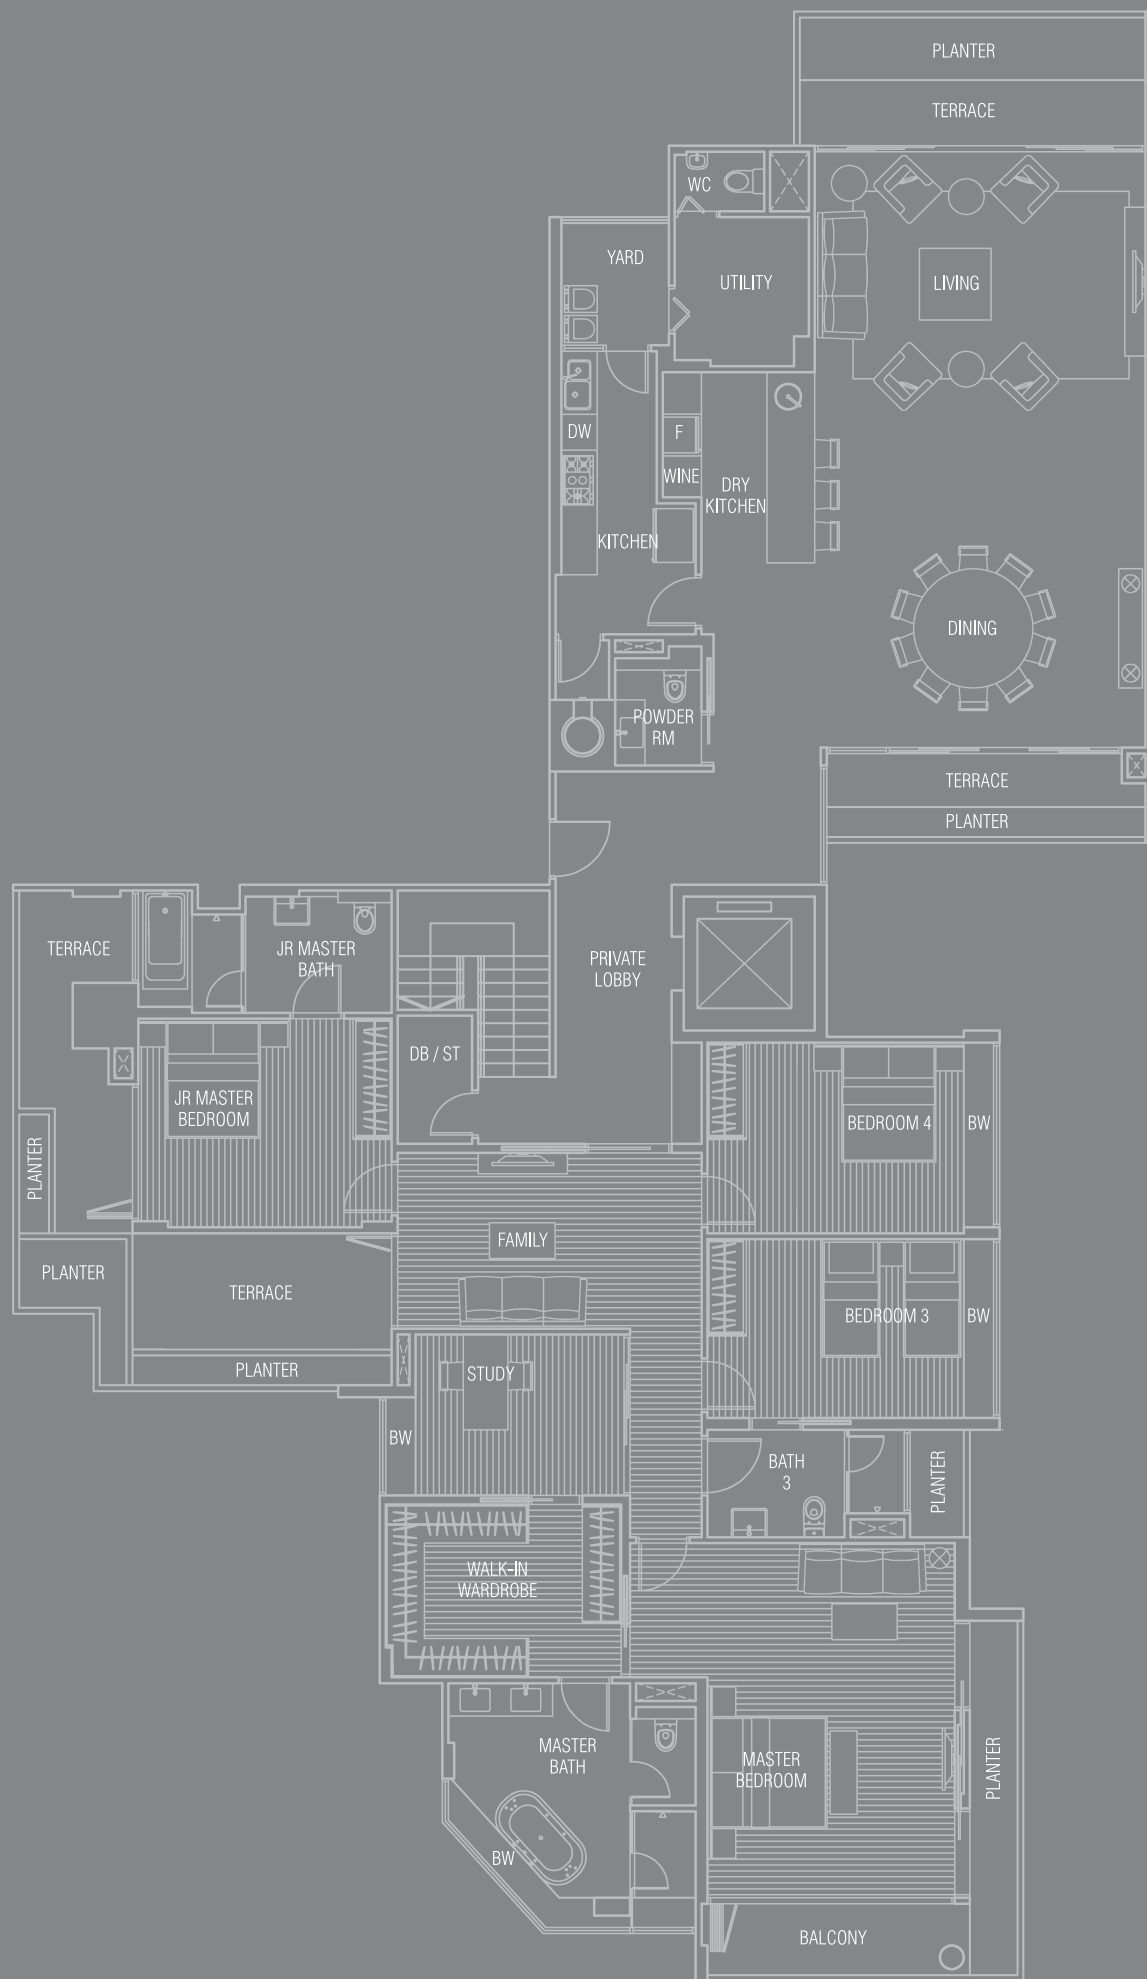 PLANTER
TERRACE
WC
YARD
UTILITY
LIVING
DW
F
WINE
DRY
KITCHEN
KITCHEN
DINING
POWDER
RM
TERRACE
PLANTER
TERRACE
JR MASTER
BATH
PRIVATE
LOBBY
DB / ST
JR MASTER
BEDROOM
BEDROOM 4
BW
PLANTER
FAMILY
PLANTER
TERRACE
BEDROOM 3
BW
PLANTER
STUDY
BW
BATH
3
PLANTER
WALK-IN
WARDROBE
MASTER
BATH
MASTER
BEDROOM
PLANTER
BW
BALCONY